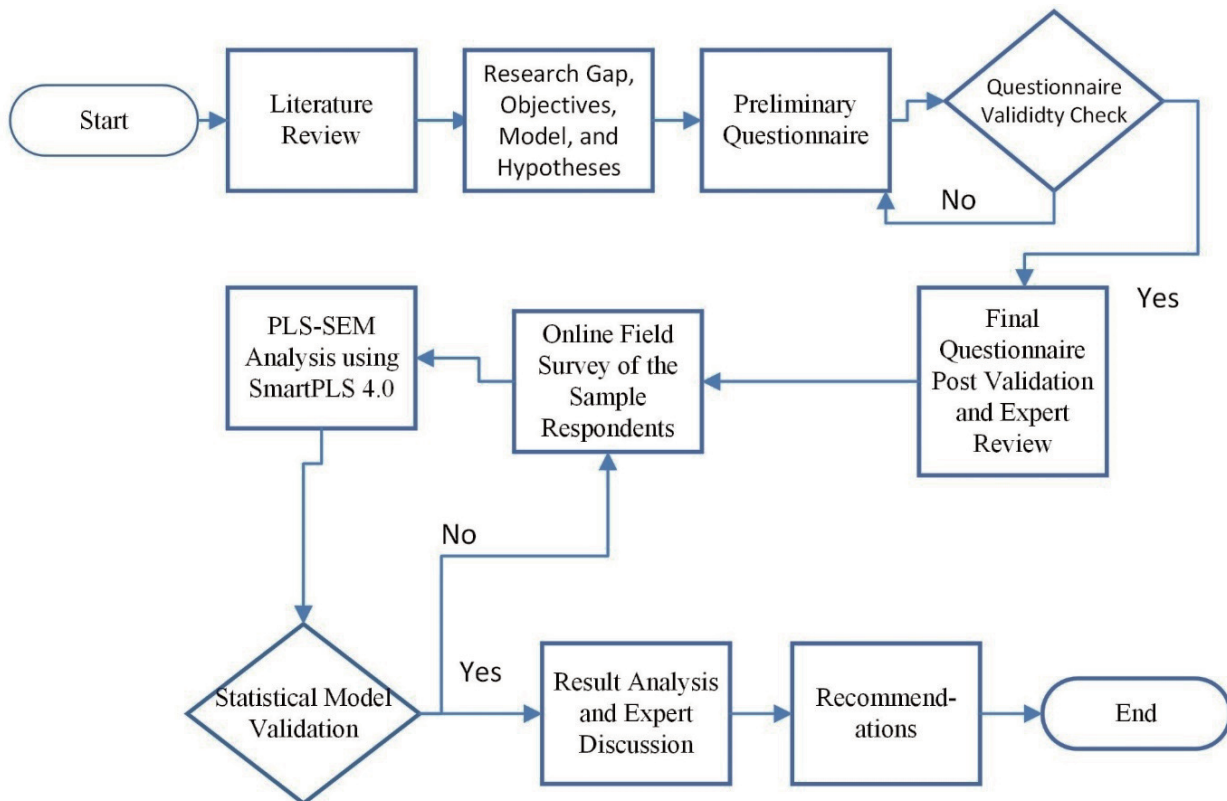 Start
Literature
Review
Research Gap,
Objectives,
Model, and
Hypotheses
Preliminary
Questionnaire
Questionnaire
Valididty Check
No
Yes
Final
Questionnaire
Post Validation
and Expert
Review
Online Field
Survey of the
Sample
Respondents
PLS-SEM
Analysis using
SmartPLS 4.0
No
Statistical Model
Validation
Yes
Result Analysis
and Expert
Discussion
Recommend-
ations
End